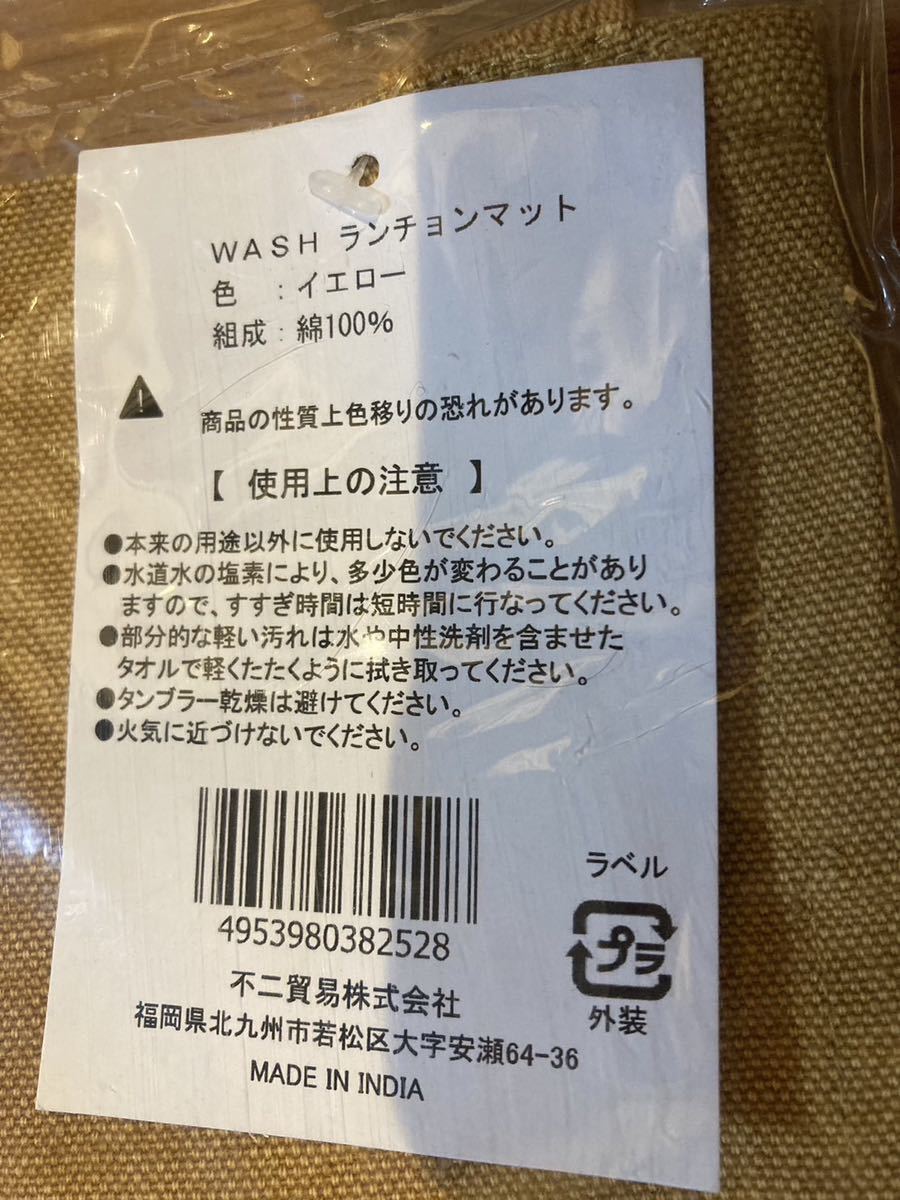 WASH ランチョンマット
色　：イエロー
組成：綿100%
商品の性質上色移りの恐れがあります。
【 使用上の注意 】
●本来の用途以外に使用しないでください。
●水道水の塩素により、多少色が変わることがあり
ますので、すすぎ時間は短時間に行なってください。
●部分的な軽い汚れは水や中性洗剤を含ませた
タオルで軽くたたくように拭き取ってください。
●タンブラー乾燥は避けてください。
●火気に近づけないでください。
4953980382528
ラベル
プラ
外装
不二貿易株式会社
福岡県北九州市若松区大字安瀬64-36
MADE IN INDIA